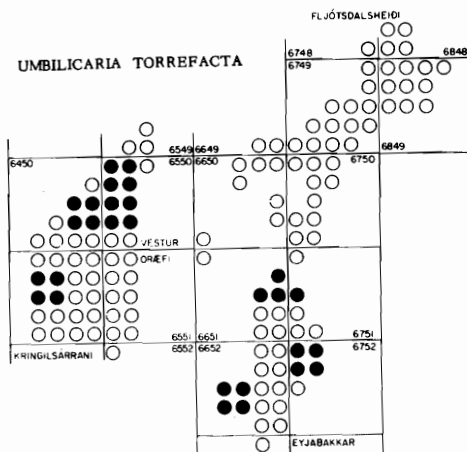 FLJÓTSDALSHEIÐI
UMBILICARIA TORREFACTA
6748 6848
6749
6549 6649
6450 6550 6650 6750 6849
VESTUR
ÖRÆFI
6551 6651 6751
KRINGILSÁRRANI 6552 6652 6752
EYJABAKKAR